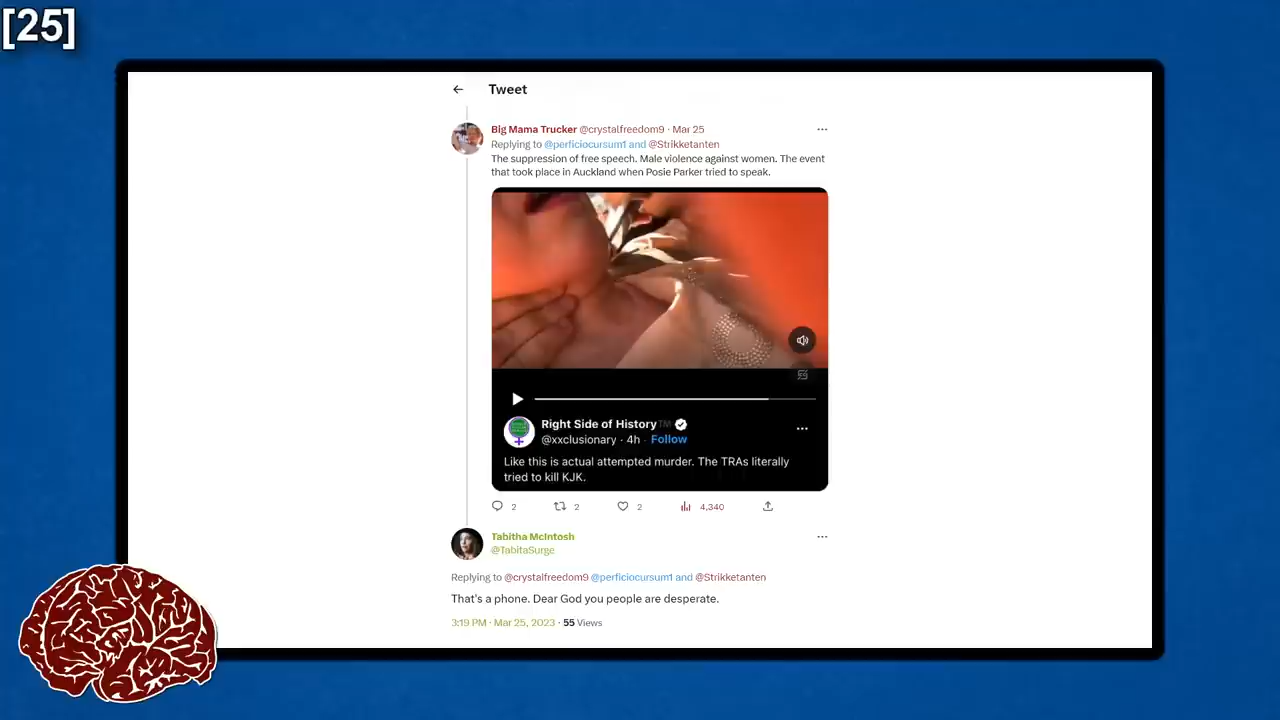 [25]
Tweet
Big Mama Trucker @crystalfreedom9 · Mar 25
Replying to @perficiocursum1 and @Strikketanten
The suppression of free speech. Male violence against women. The event
that took place in Auckland when Posie Parker tried to speak.
Right Side of History™
@xxclusionary · 4h · Follow
Like this is actual attempted murder. The TRAs literally
tried to kill KJK.
2 2 2 4,340
Tabitha McIntosh
@TabitaSurge
Replying to @crystalfreedom9 @perficiocursum1 and @Strikketanten
That's a phone. Dear God you people are desperate.
3:19 PM · Mar 25, 2023 · 55 Views